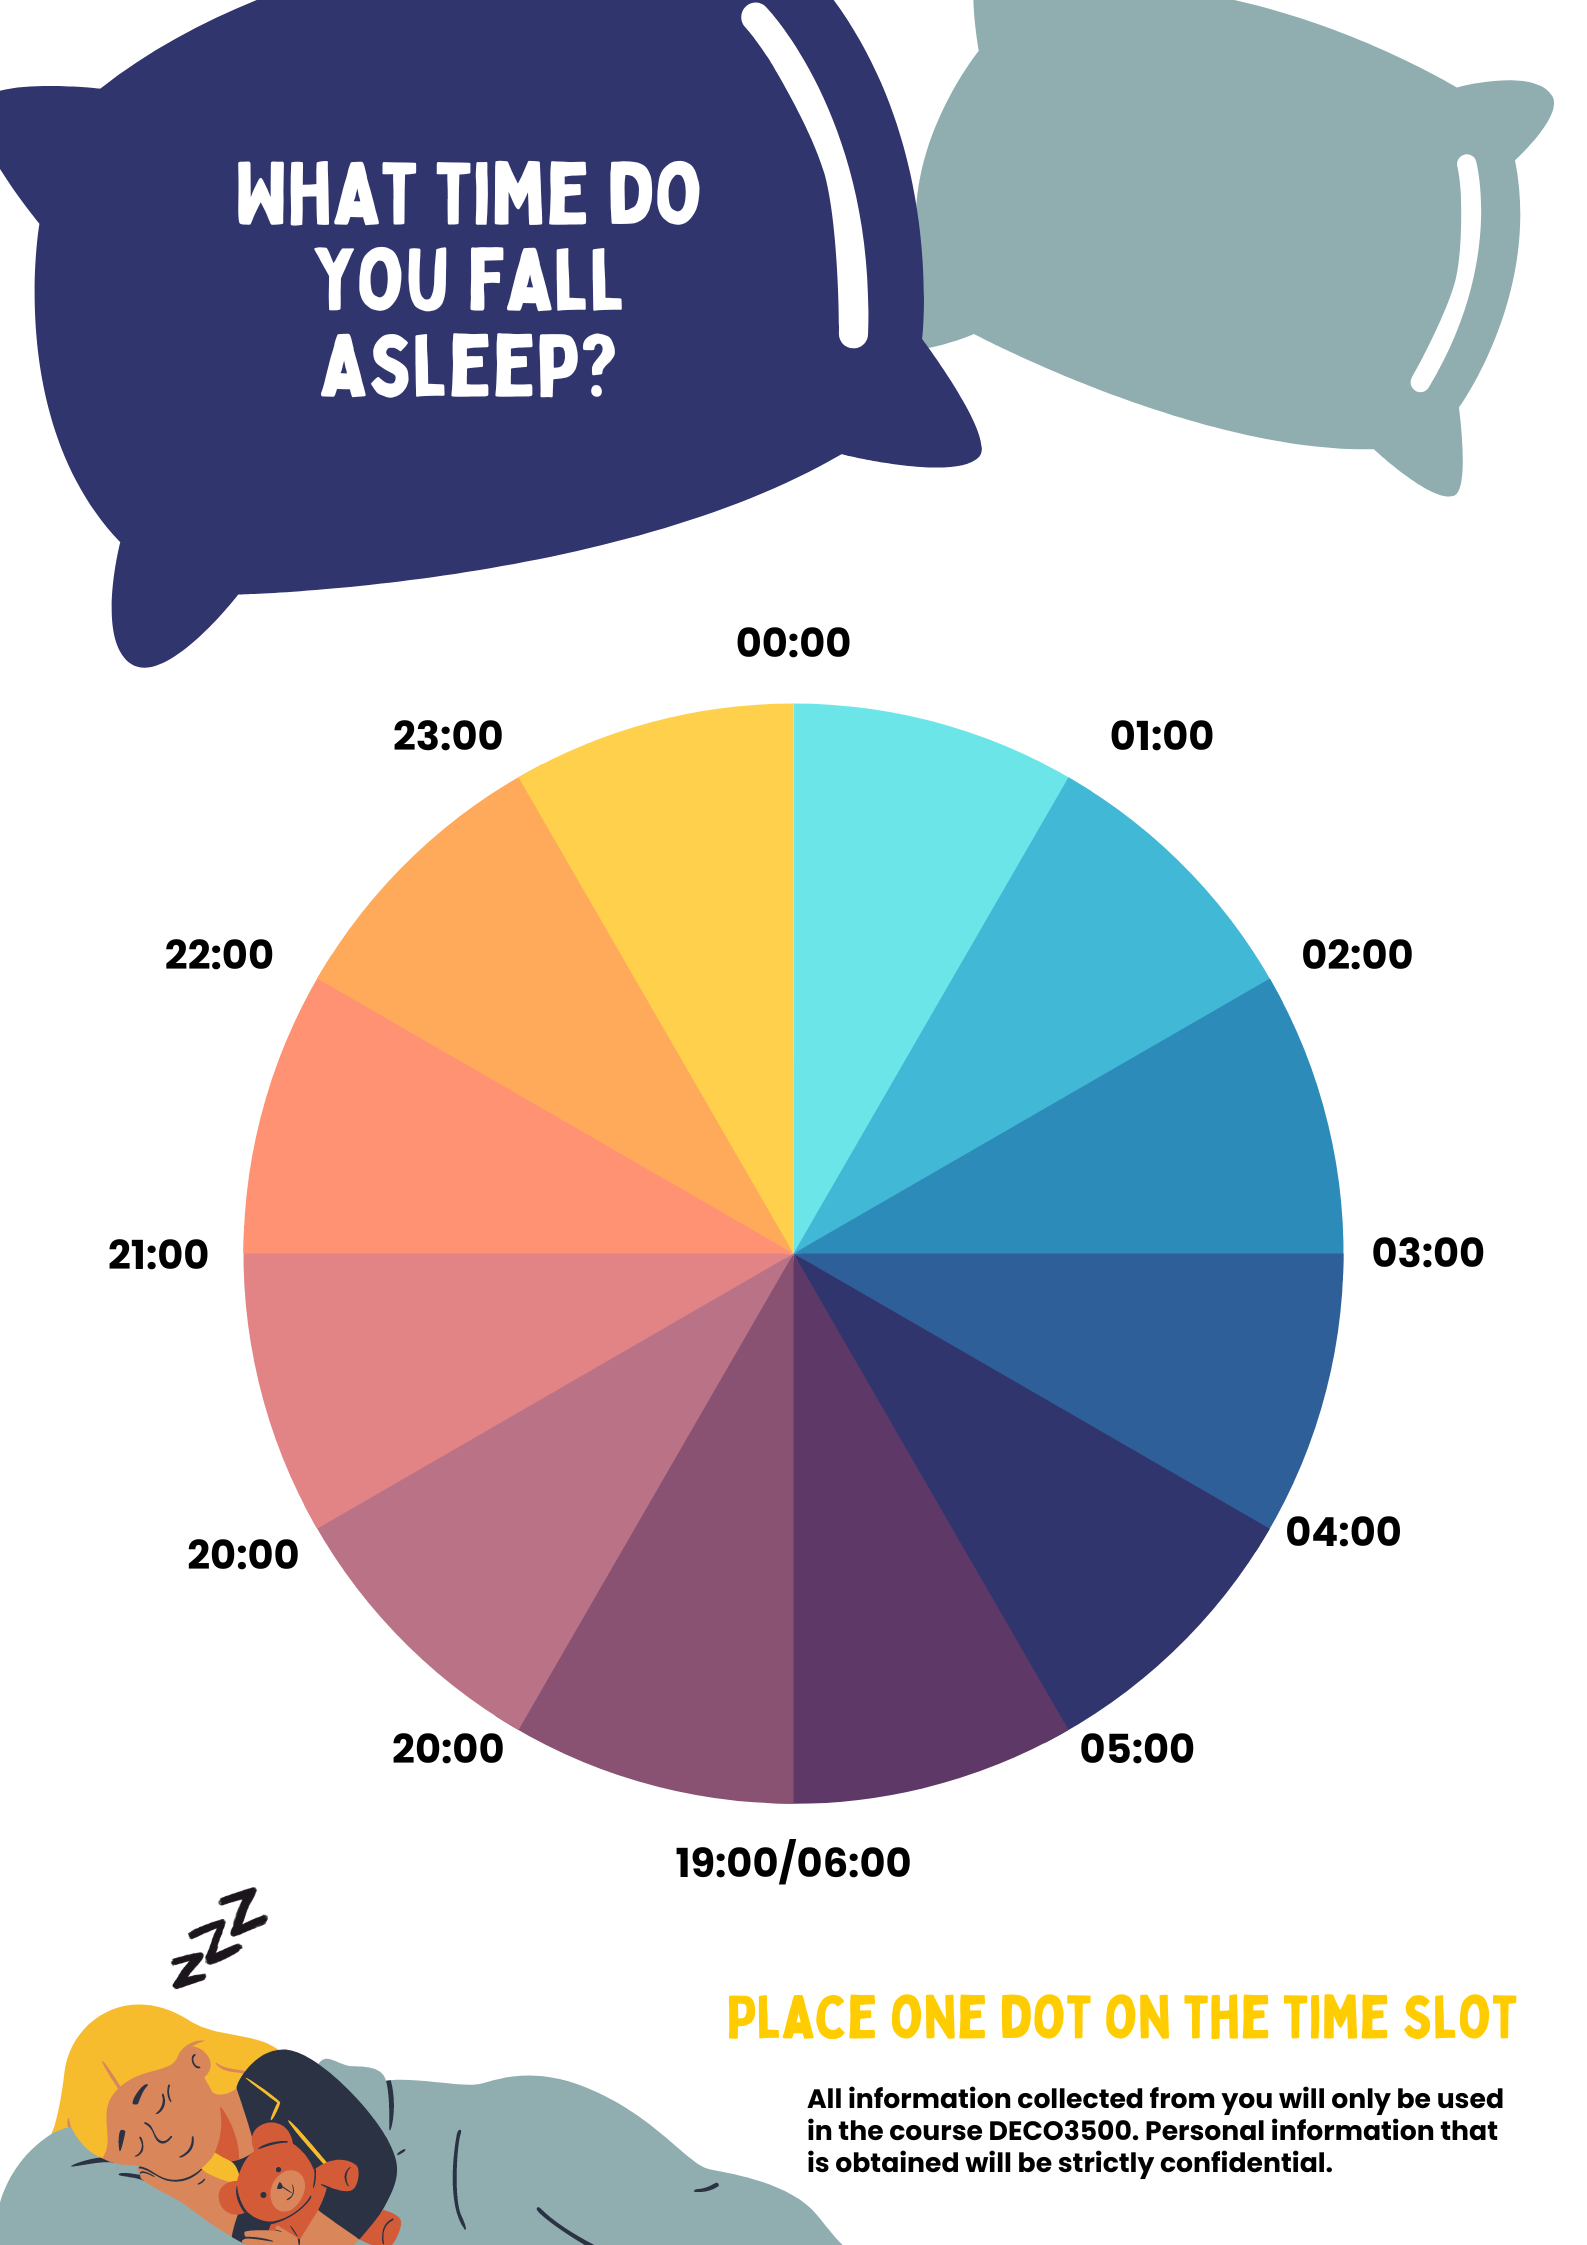 WHAT TIME DO
YOU FALL
ASLEEP?
00:00
23:00
01:00
22:00
02:00
21:00
03:00
20:00
04:00
20:00
05:00
19:00/06:00
ZZZ
PLACE ONE DOT ON THE TIME SLOT
All information collected from you will only be used
in the course DECO3500. Personal information that
is obtained will be strictly confidential.